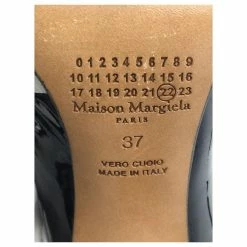 0 1 2 3 4 5 6 7 8 9
10 11 12 13 14 15 16
17 18 19 20 21 22 23
Maison Margiela
PARIS
37
VERO CUOIO
MADE IN ITALY